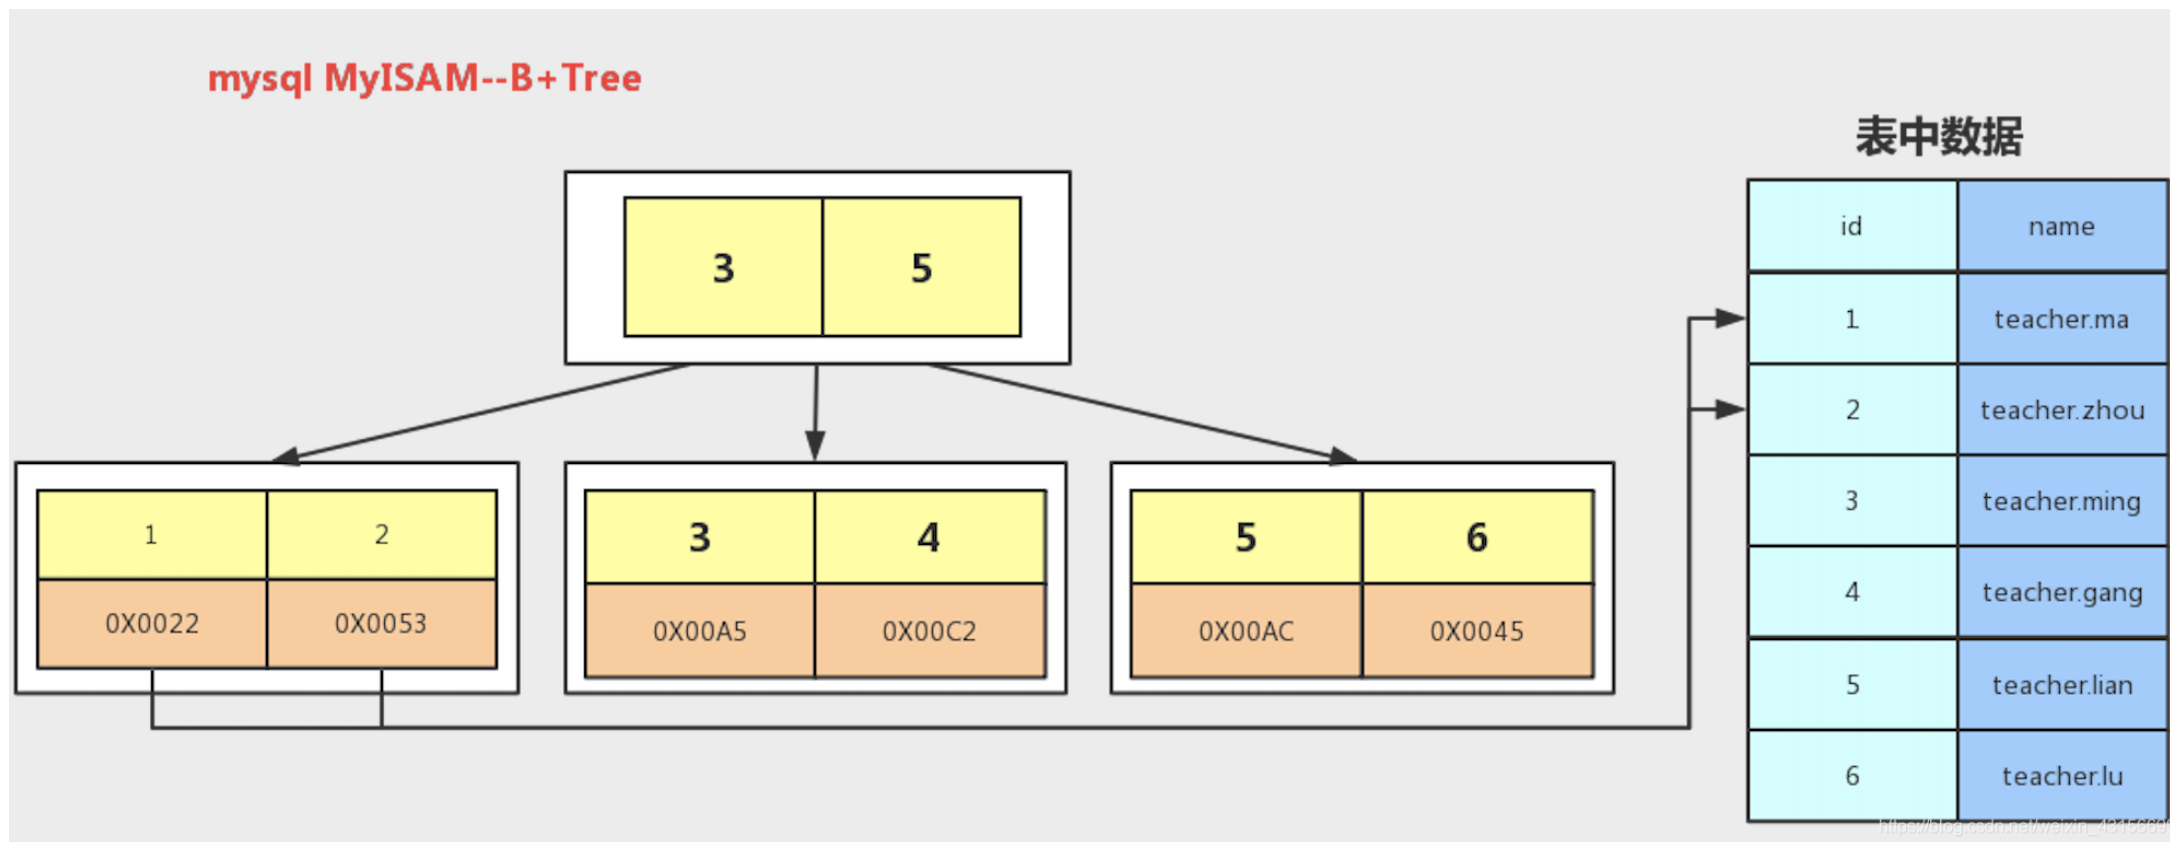 mysql MyISAM--B+Tree
表中数据
3 5
id name
1 teacher.ma
2 teacher.zhou
3 teacher.ming
4 teacher.gang
5 teacher.lian
6 teacher.lu
1 2
0X0022 0X0053
3 4
0X00A5 0X00C2
5 6
0X00AC 0X0045